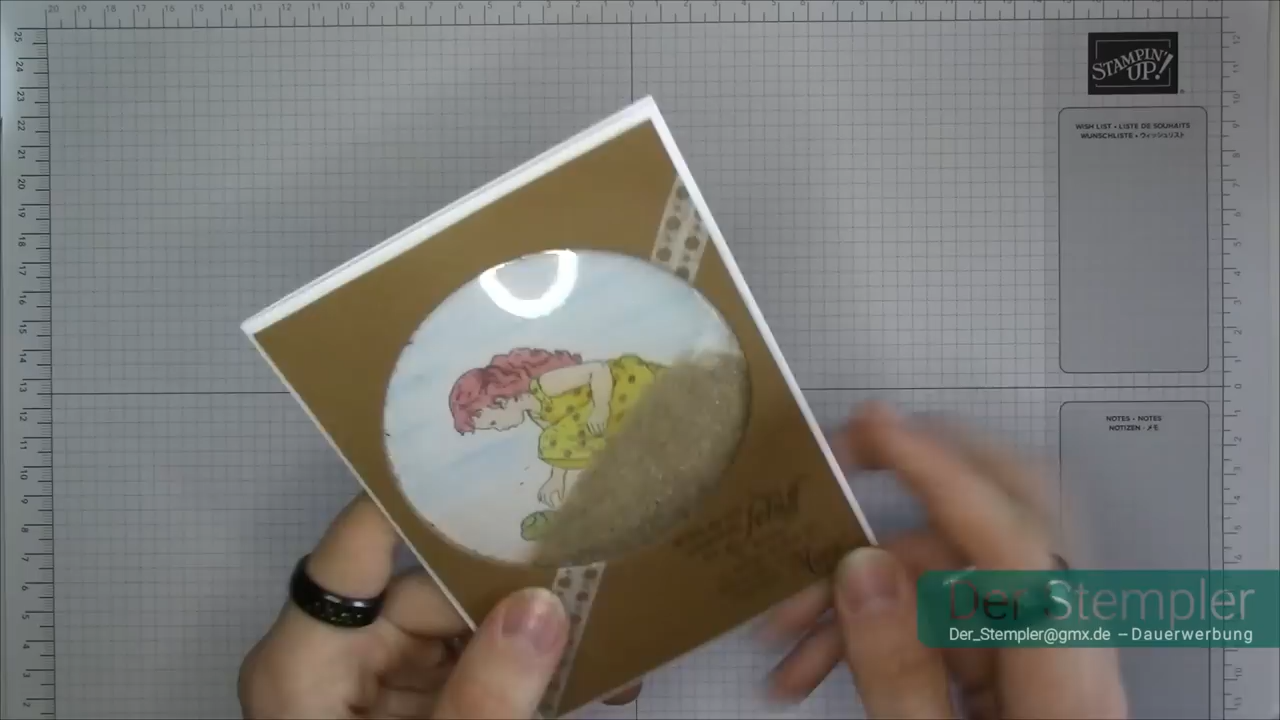 STAMPIN'
UP!
WISH LIST • LISTE DE SOUHAITS
WUNSCHLISTE • ウィッシュリスト
NOTES • NOTES
NOTIZEN • メモ
Der Stempler
Der_Stempler@gmx.de – Dauerwerbung